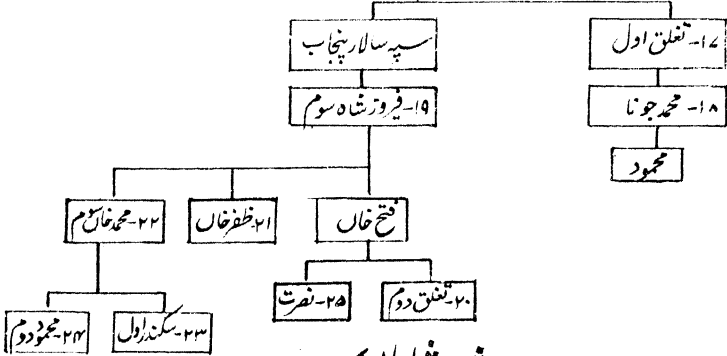 ۱۷- تغلق اول
سپہ سالار پنجاب
۱۸- محمد جونا
۱۹- فیروز شاہ سوم
محمود
فتح خاں
۲۱- ظفر خاں
۲۲- محمد خاں سوم
۲۰- تغلق دوم
۲۵- نصرت
۲۳- سکندر اول
۲۴- محمود دوم